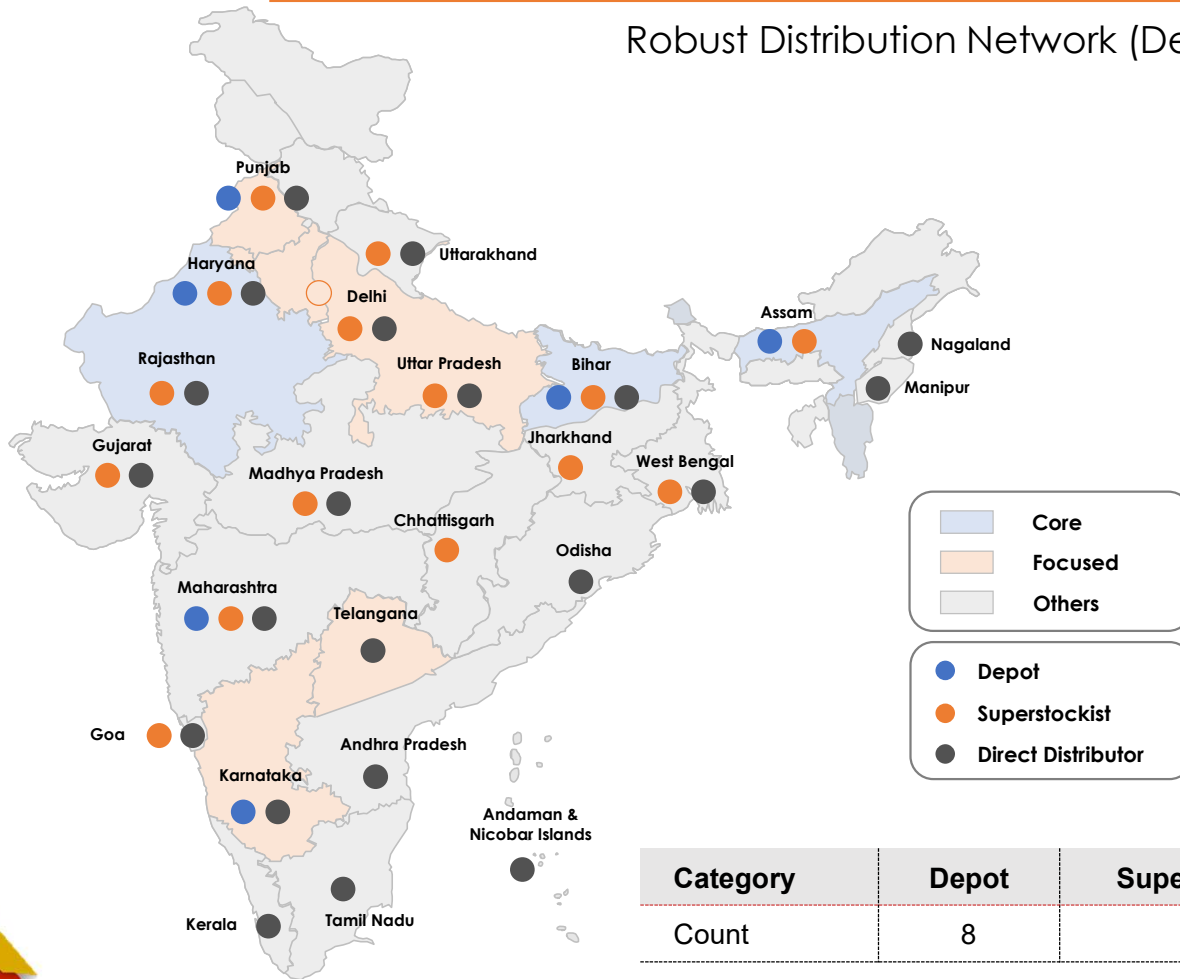 Robust Distribution Network (De
Punjab
Uttarakhand
Haryana
Delhi
Assam
Nagaland
Rajasthan
Uttar Pradesh
Bihar
Manipur
Gujarat
Jharkhand
Madhya Pradesh
West Bengal
Chhattisgarh
Odisha
Maharashtra
Telangana
Goa
Andhra Pradesh
Karnataka
Andaman &
Nicobar Islands
Kerala
Tamil Nadu
Core
Focused
Others
Depot
Superstockist
Direct Distributor
Category Depot Supe
Count 8